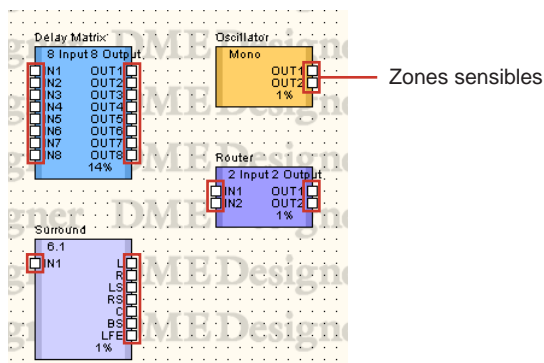 Delay Matrix
8 Input 8 Output
IN1 OUT1
IN2 OUT2
IN3 OUT3
IN4 OUT4
IN5 OUT5
IN6 OUT6
IN7 OUT7
IN8 OUT8
14%
Oscillator
Mono
OUT1
OUT2
1%
Zones sensibles
Router
2 Input 2 Output
IN1 OUT1
IN2 OUT2
1%
Surround
6.1
IN1 L
R
LS
RS
C
BS
LFE
1%
DME Designer
DME Designer